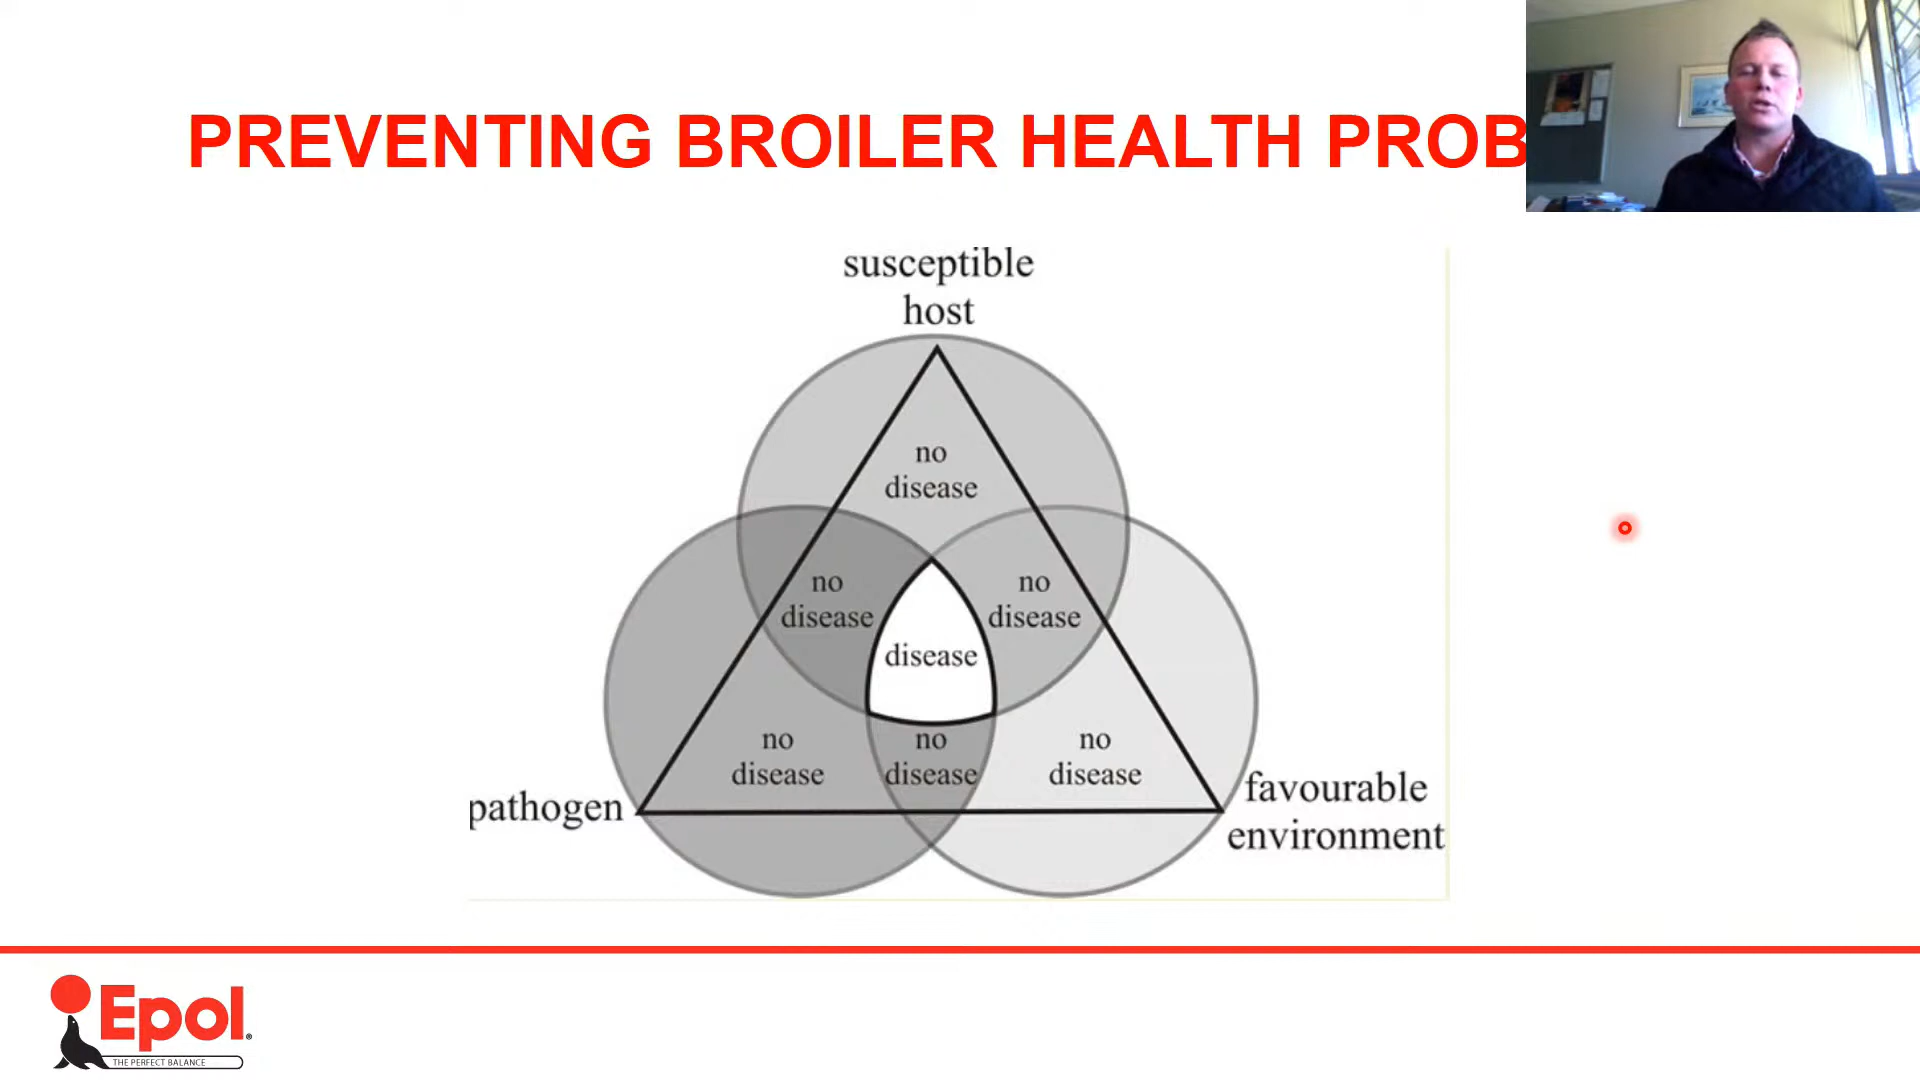 PREVENTING BROILER HEALTH PROB
susceptible
host
no
disease
no
disease
no
disease
disease
no
disease
no
disease
no
disease
pathogen
favourable
environment
Epol
THE PERFECT BALANCE